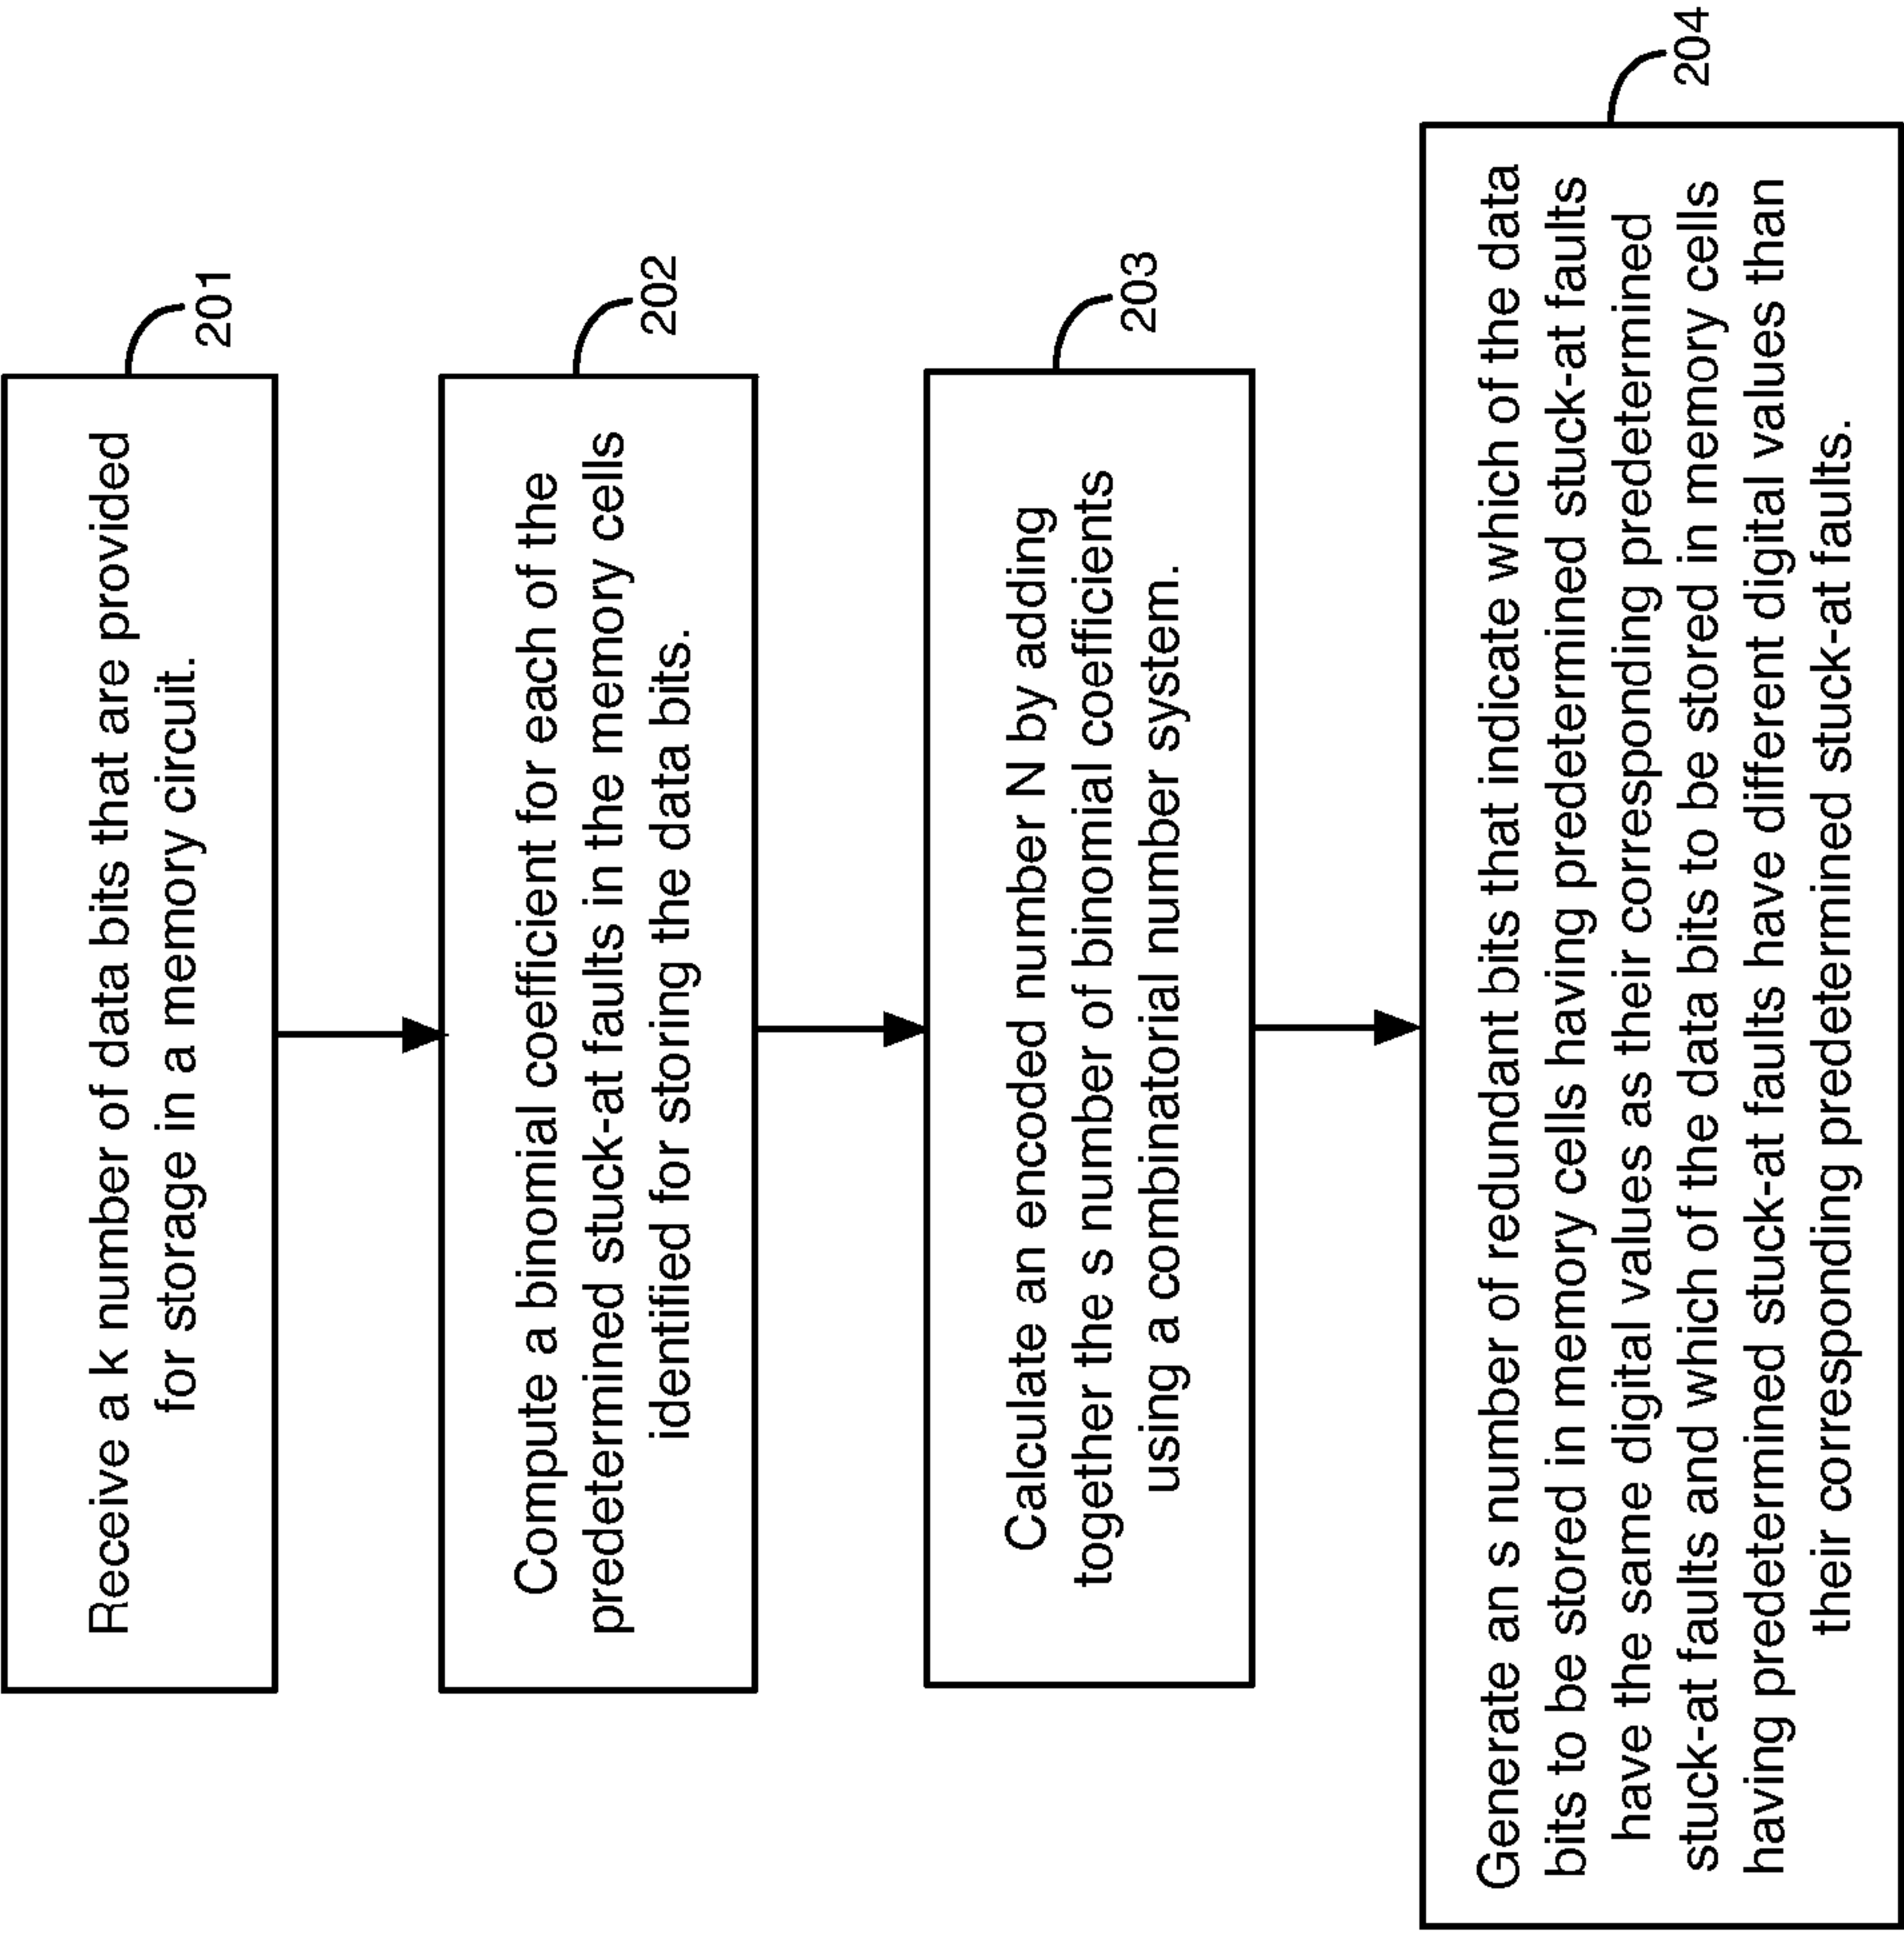 Receive a k number of data bits that are provided
for storage in a memory circuit.
201
Compute a binomial coefficient for each of the
predetermined stuck-at faults in the memory cells
identified for storing the data bits.
202
Calculate an encoded number N by adding
together the s number of binomial coefficients
using a combinatorial number system.
203
Generate an s number of redundant bits that indicate which of the data
bits to be stored in memory cells having predetermined stuck-at faults
have the same digital values as their corresponding predetermined
stuck-at faults and which of the data bits to be stored in memory cells
having predetermined stuck-at faults have different digital values than
their corresponding predetermined stuck-at faults.
204